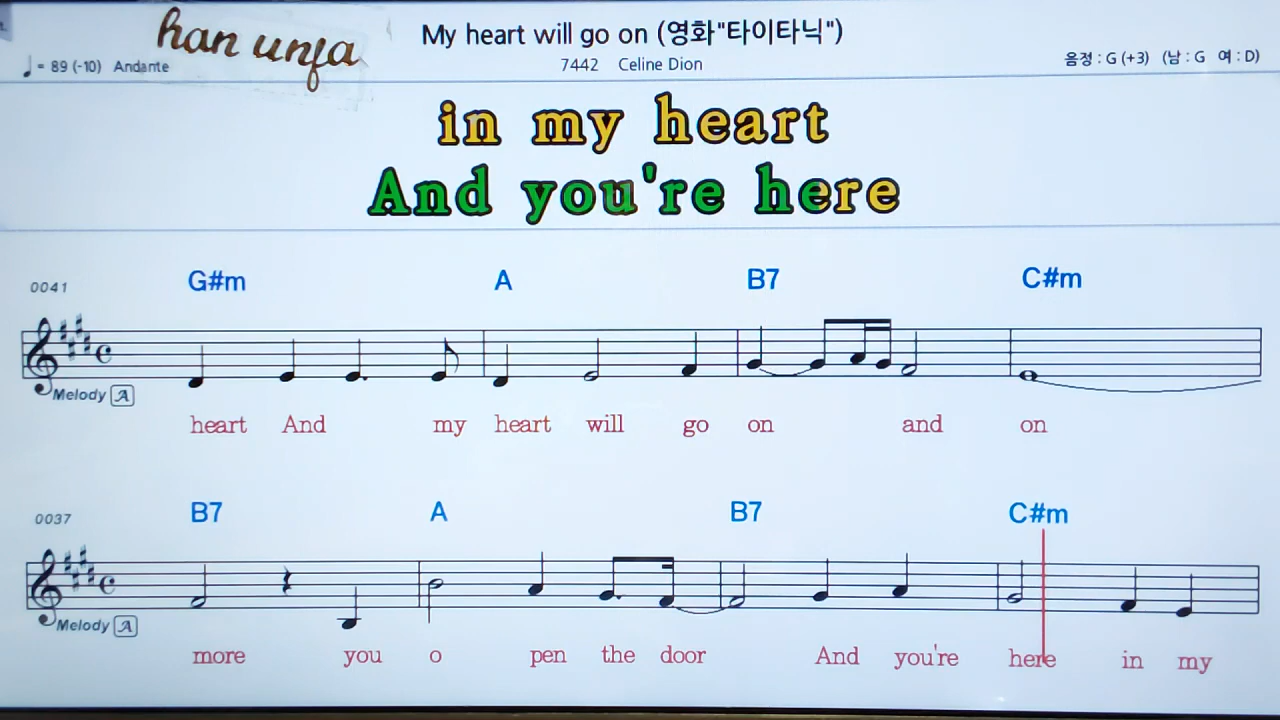 han unja
My heart will go on (영화"타이타닉")
♩ = 89 (-10) Andante
7442 Celine Dion
음정 : G (+3) (남 : G 여 : D)
in my heart
And you're here
0041
G#m A B7 C#m
Melody A
heart And my heart will go on and on
0037
B7 A B7 C#m
Melody A
more you o pen the door And you're here in my